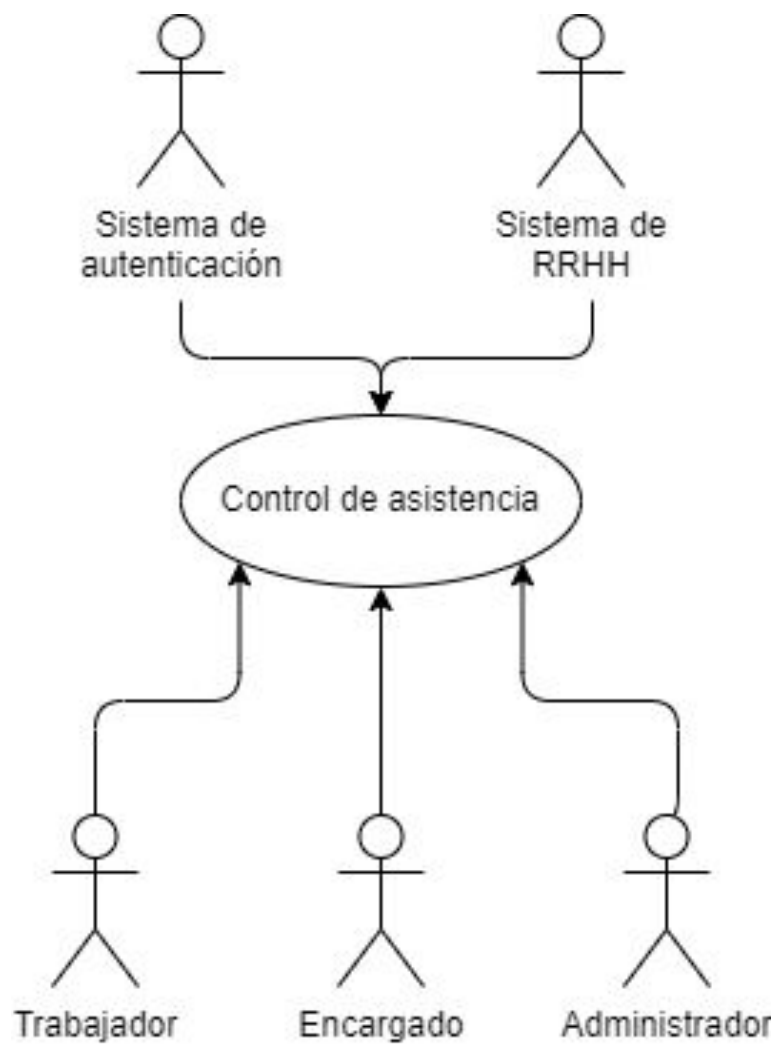 Sistema de
autenticación
Sistema de
RRHH
Control de asistencia
Trabajador
Encargado
Administrador